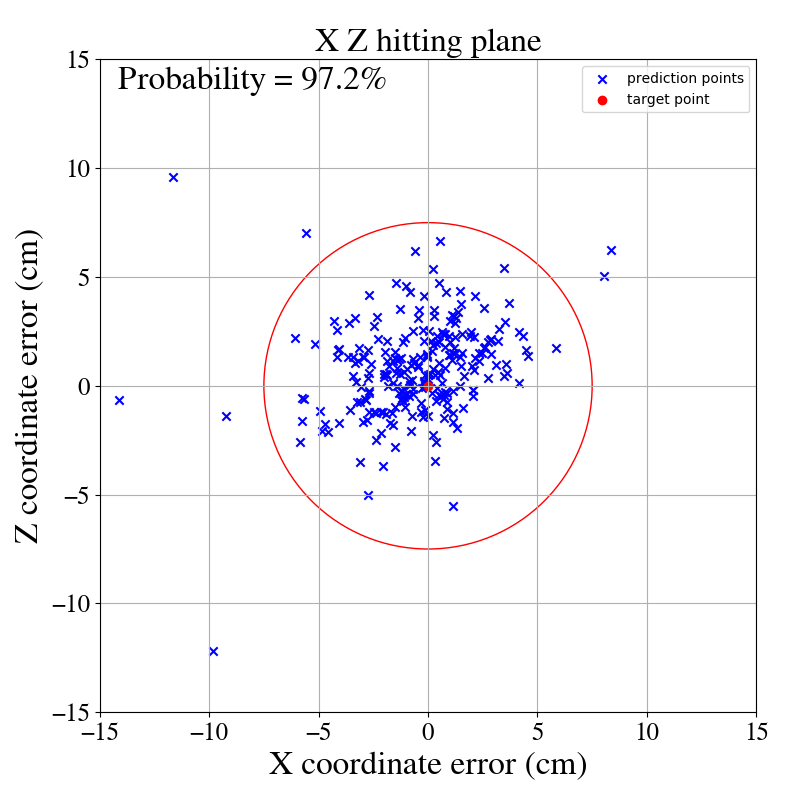 X Z hitting plane
Probability = 97.2%
prediction points
target point
15
10
5
0
−5
−10
−15
Z coordinate error (cm)
−15 −10 −5 0 5 10 15
X coordinate error (cm)